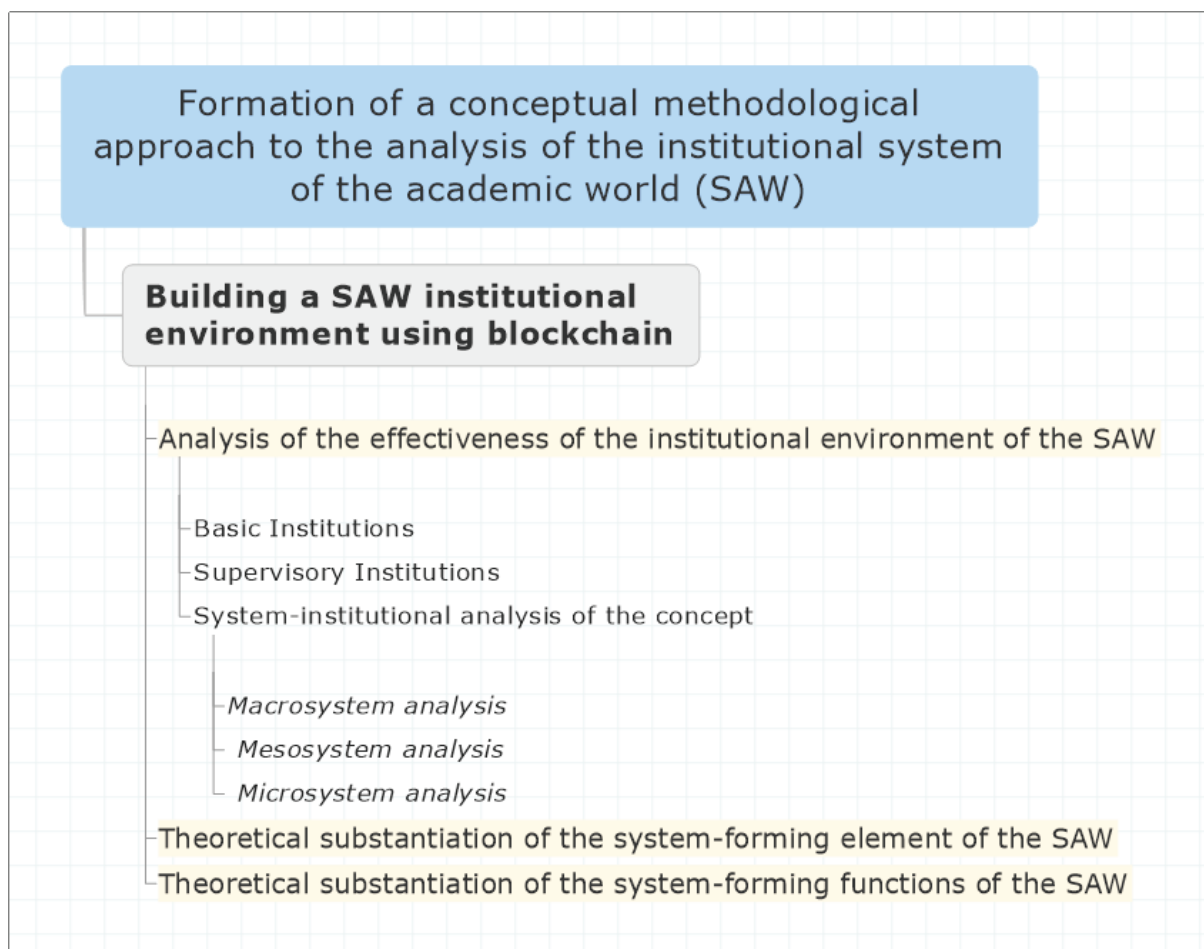 Formation of a conceptual methodological
approach to the analysis of the institutional system
of the academic world (SAW)
Building a SAW institutional
environment using blockchain
Analysis of the effectiveness of the institutional environment of the SAW
Basic Institutions
Supervisory Institutions
System-institutional analysis of the concept
Macrosystem analysis
Mesosystem analysis
Microsystem analysis
Theoretical substantiation of the system-forming element of the SAW
Theoretical substantiation of the system-forming functions of the SAW